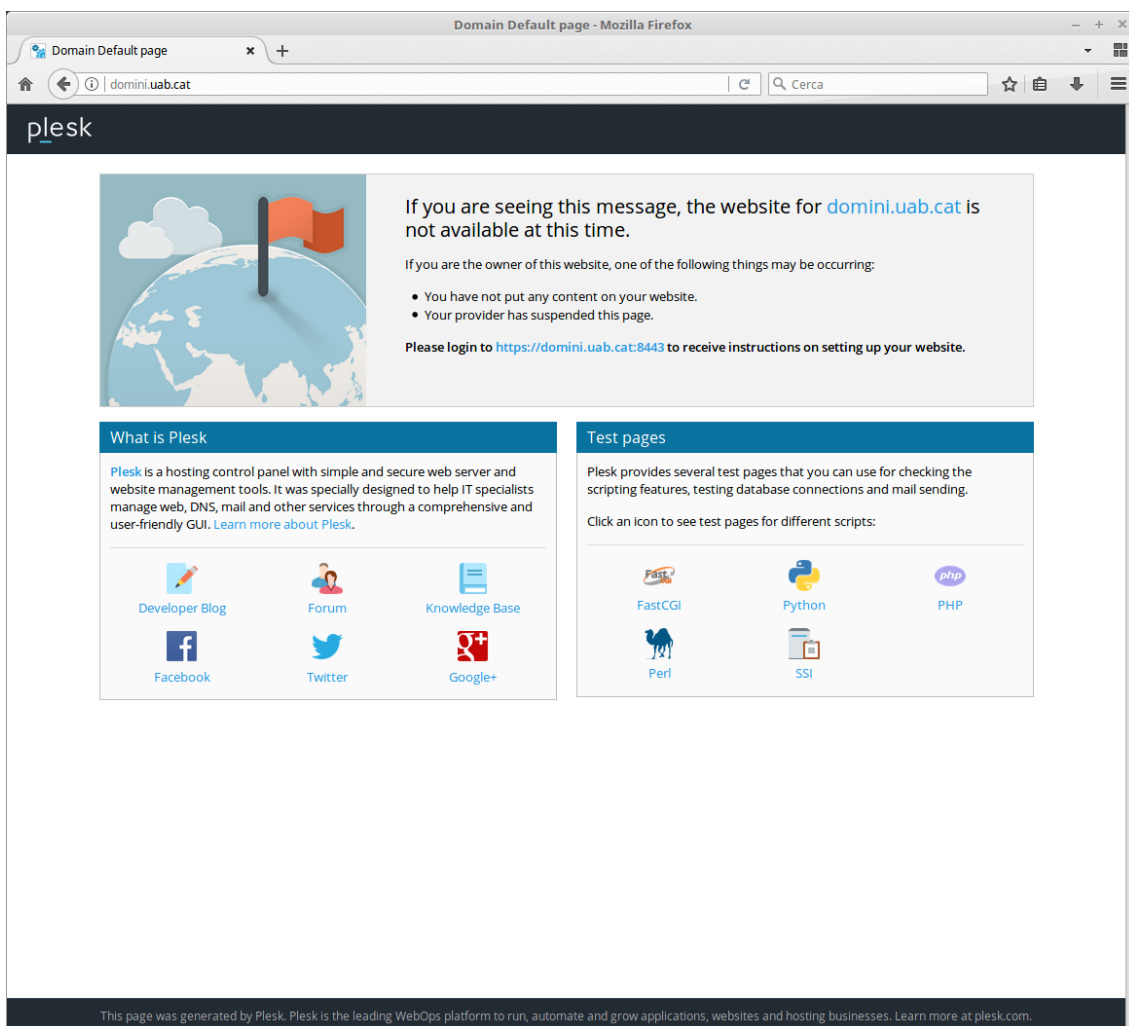 Domain Default page - Mozilla Firefox
Domain Default page
domini.uab.cat
Cerca
plesk
If you are seeing this message, the website for domini.uab.cat is
not available at this time.
If you are the owner of this website, one of the following things may be occurring:
• You have not put any content on your website.
• Your provider has suspended this page.
Please login to https://domini.uab.cat:8443 to receive instructions on setting up your website.
What is Plesk
Plesk is a hosting control panel with simple and secure web server and
website management tools. It was specially designed to help IT specialists
manage web, DNS, mail and other services through a comprehensive and
user-friendly GUI. Learn more about Plesk.
Developer Blog
Forum
Knowledge Base
Facebook
Twitter
Google+
Test pages
Plesk provides several test pages that you can use for checking the
scripting features, testing database connections and mail sending.
Click an icon to see test pages for different scripts:
Fast
FastCGI
Python
php
PHP
Perl
SSI
This page was generated by Plesk. Plesk is the leading WebOps platform to run, automate and grow applications, websites and hosting businesses. Learn more at plesk.com.